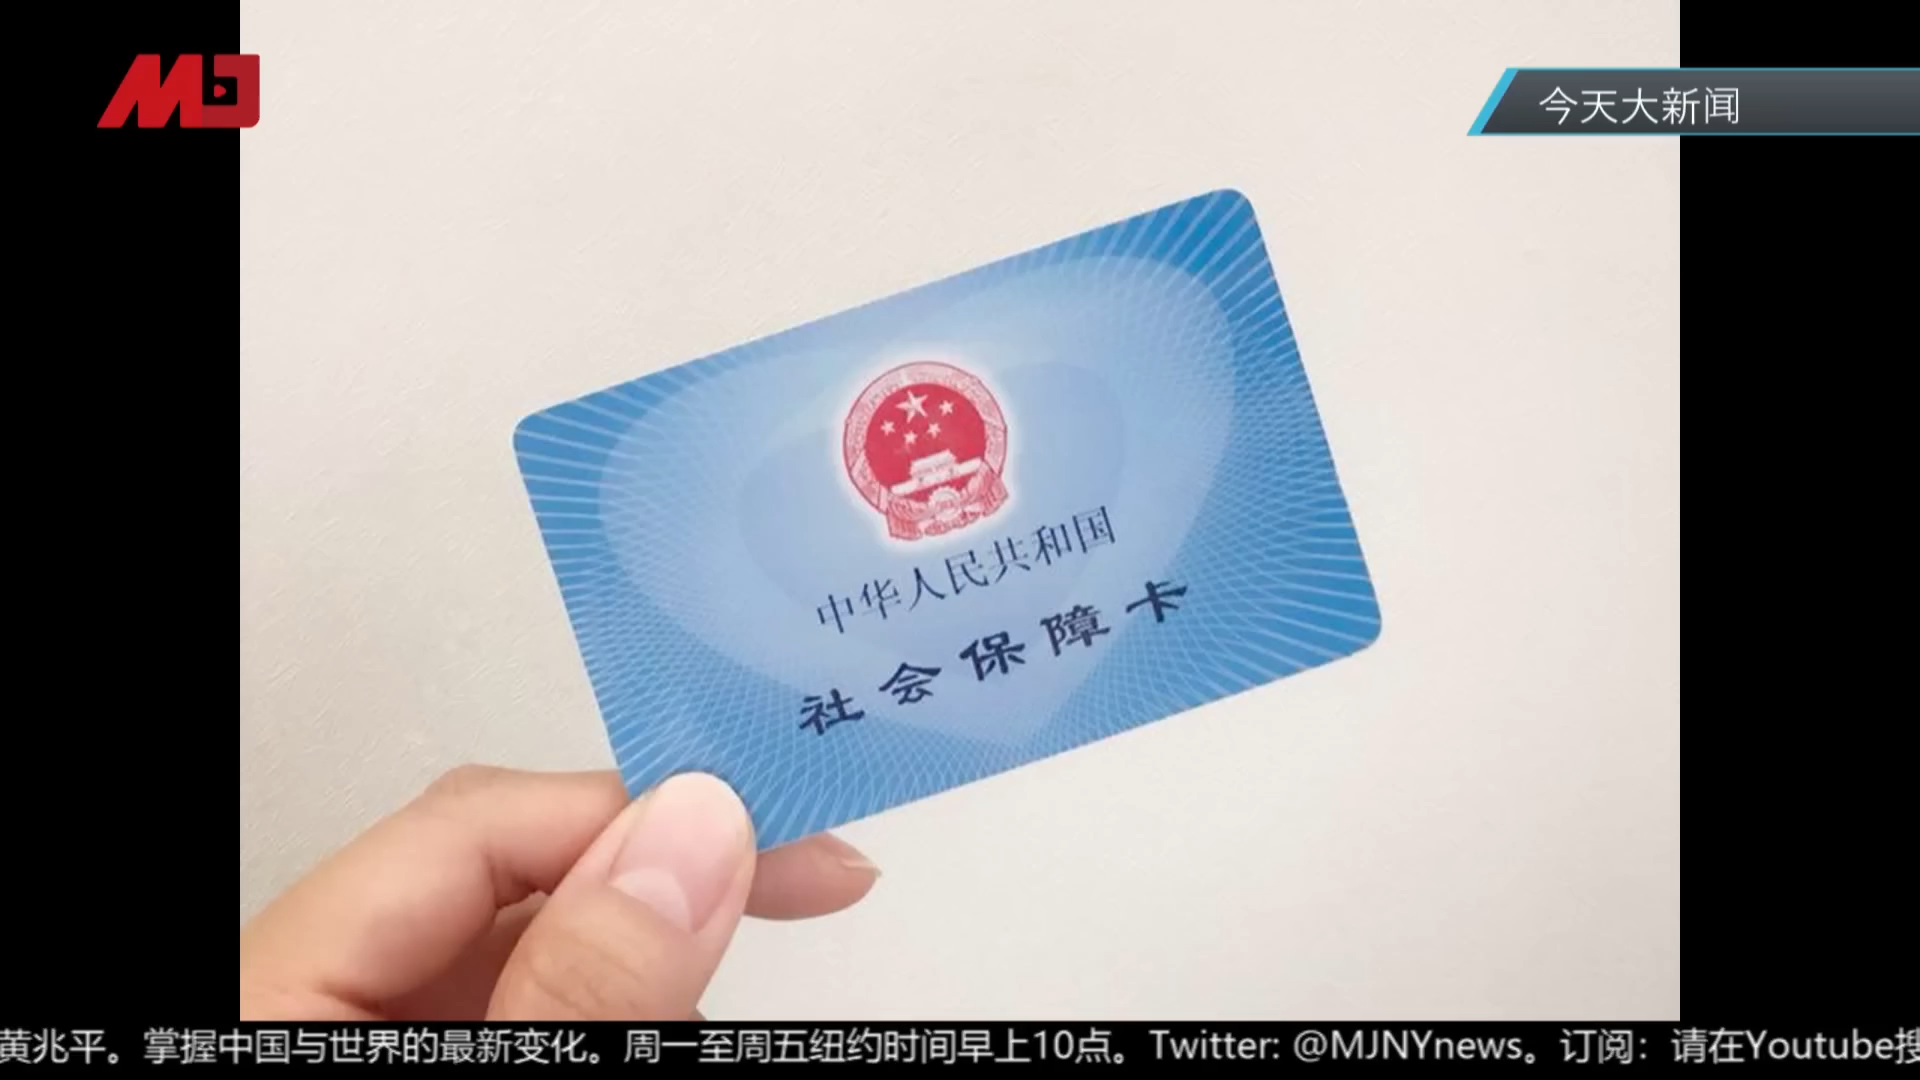 今天大新闻
中华人民共和国
社会保障卡
黄兆平。掌握中国与世界的最新变化。周一至周五纽约时间早上10点。Twitter: @MJNYnews。订阅：请在Youtube搜